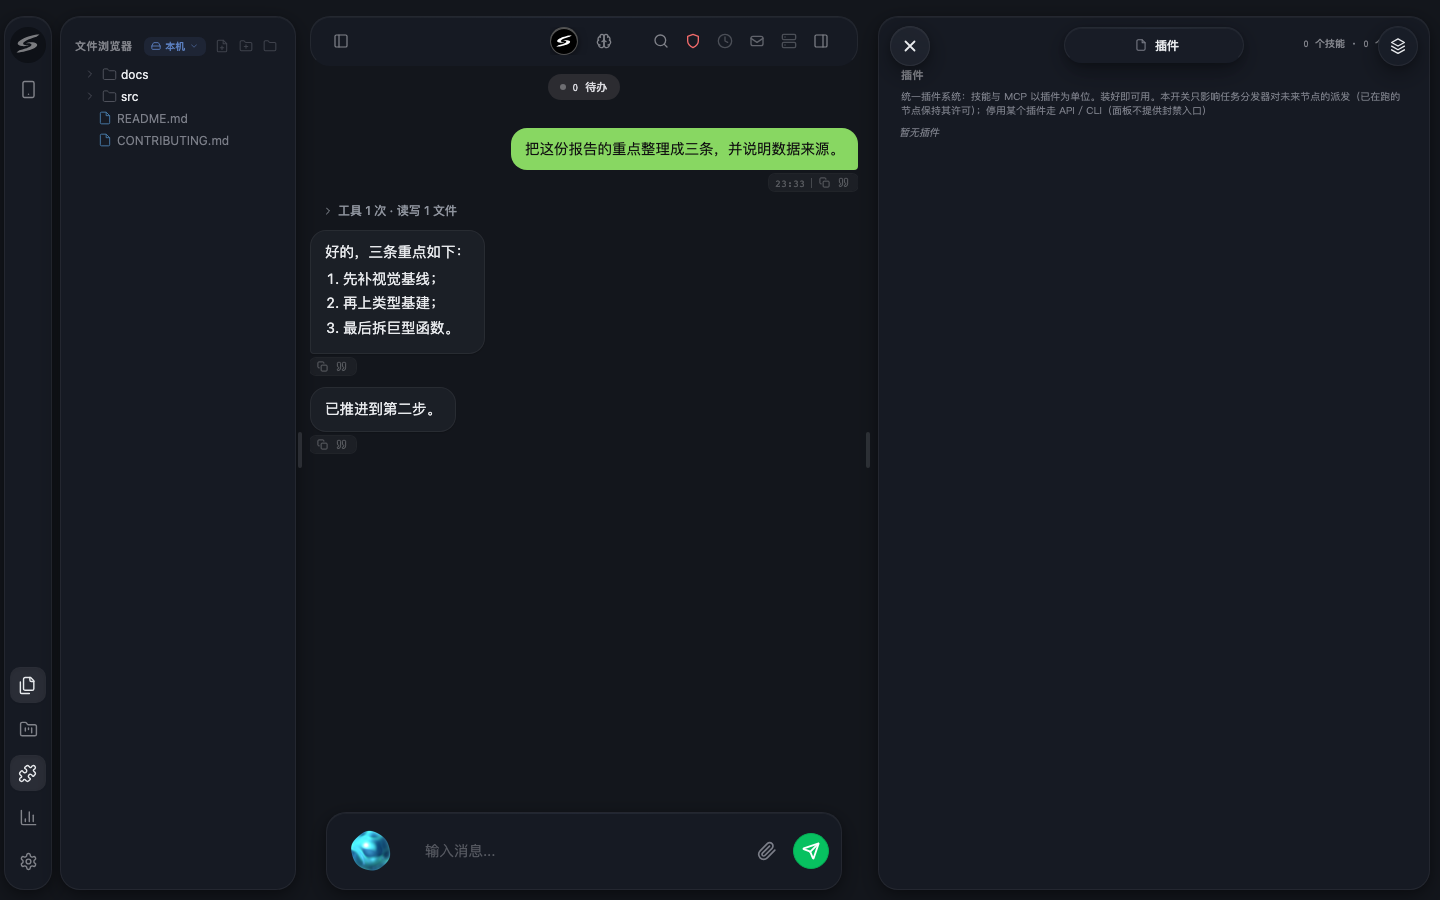 文件浏览器
本机
docs
src
README.md
CONTRIBUTING.md
0 待办
把这份报告的重点整理成三条，并说明数据来源。
23:33
工具 1 次 · 读写 1 文件
好的，三条重点如下：
1. 先补视觉基线；
2. 再上类型基建；
3. 最后拆巨型函数。
已推进到第二步。
输入消息...
插件
0 个技能 · 0
插件
统一插件系统：技能与 MCP 以插件为单位。装好即可用。本开关只影响任务分发器对未来节点的派发（已在跑的
节点保持其许可）；停用某个插件走 API / CLI（面板不提供封禁入口）
暂无插件